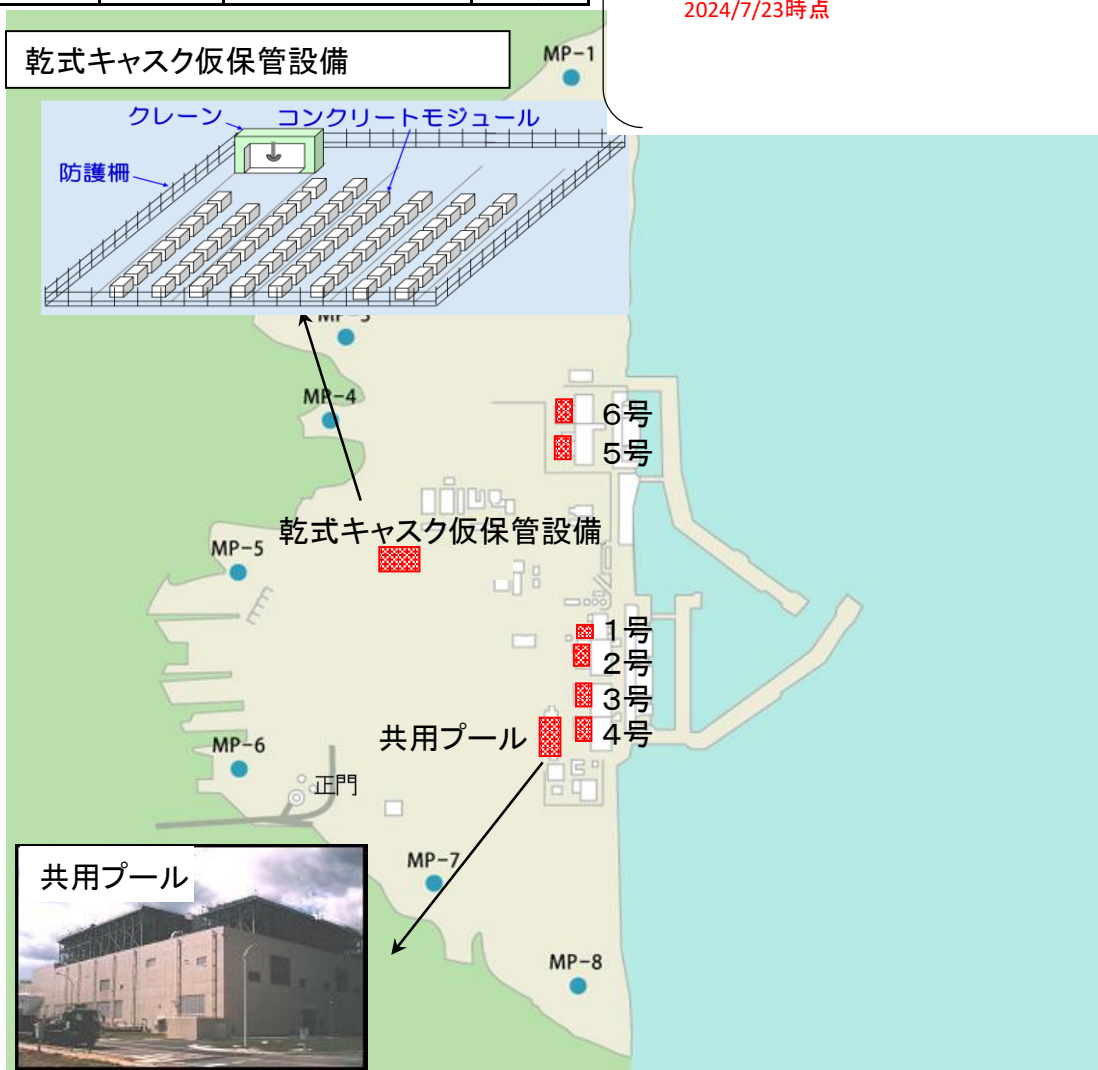 2024/7/23時点
乾式キャスク仮保管設備
MP−1
クレーン
コンクリートモジュール
防護柵
MP−4
6号
5号
乾式キャスク仮保管設備
MP−5
1号
2号
3号
共用プール
4号
MP−6
正門
共用プール
MP−7
MP−8